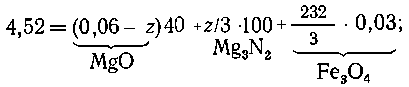 4,52 = (0,06 – z)40 + z/3 · 100 + 232/3 · 0,03;
MgO Mg₃N₂ Fe₃O₄